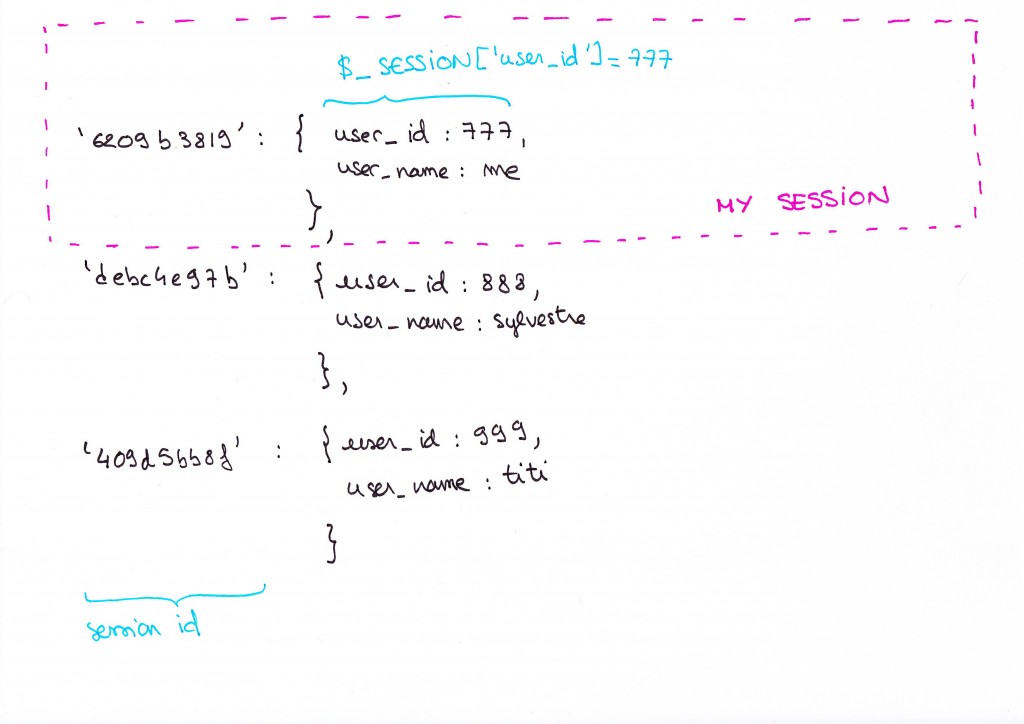 $_SESSION['user_id']=777
'6209b3819' : { user_id : 777,
user_name : me
},
MY SESSION
'debc4e97b' : { user_id : 888,
user_name : sylvestre
},
'409d5bb8f' : { user_id : 999,
user_name : titi
}
session id